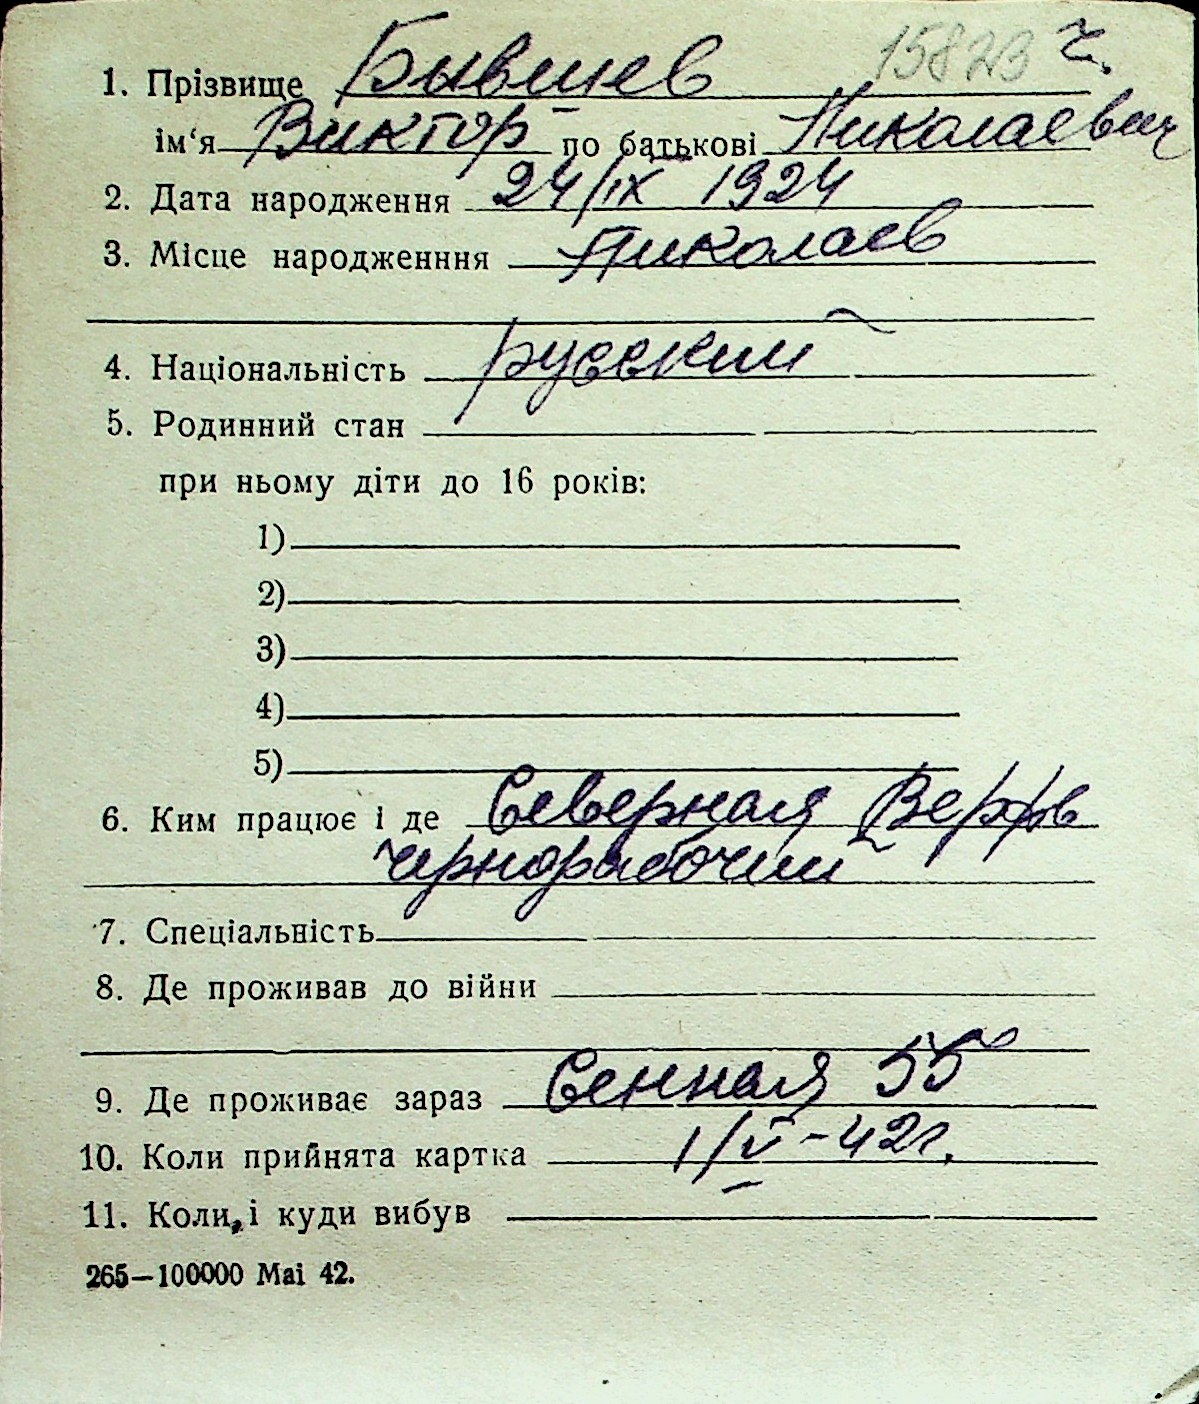 15823 г.
1. Прізвище Бывшев
ім‘я Виктор по батькові Николаевич
2. Дата народження 24/IX 1924
3. Місце народженння Николаев
4. Національність русский
5. Родинний стан
при ньому діти до 16 років:
1)
2)
3)
4)
5)
6. Ким працює і де Северная Верфь
чернорабочий
7. Спеціальність
8. Де проживав до війни
9. Де проживає зараз Сенная 55
10. Коли прийнята картка 1/V-42г.
11. Коли, і куди вибув
265—100000 Mai 42.